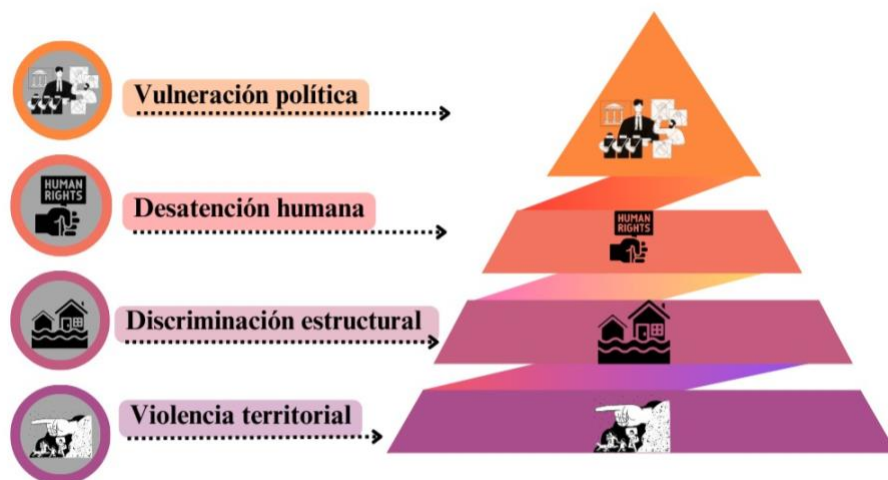 Vulneración política
HUMAN
RIGHTS
Desatención humana
HUMAN
RIGHTS
Discriminación estructural
Violencia territorial